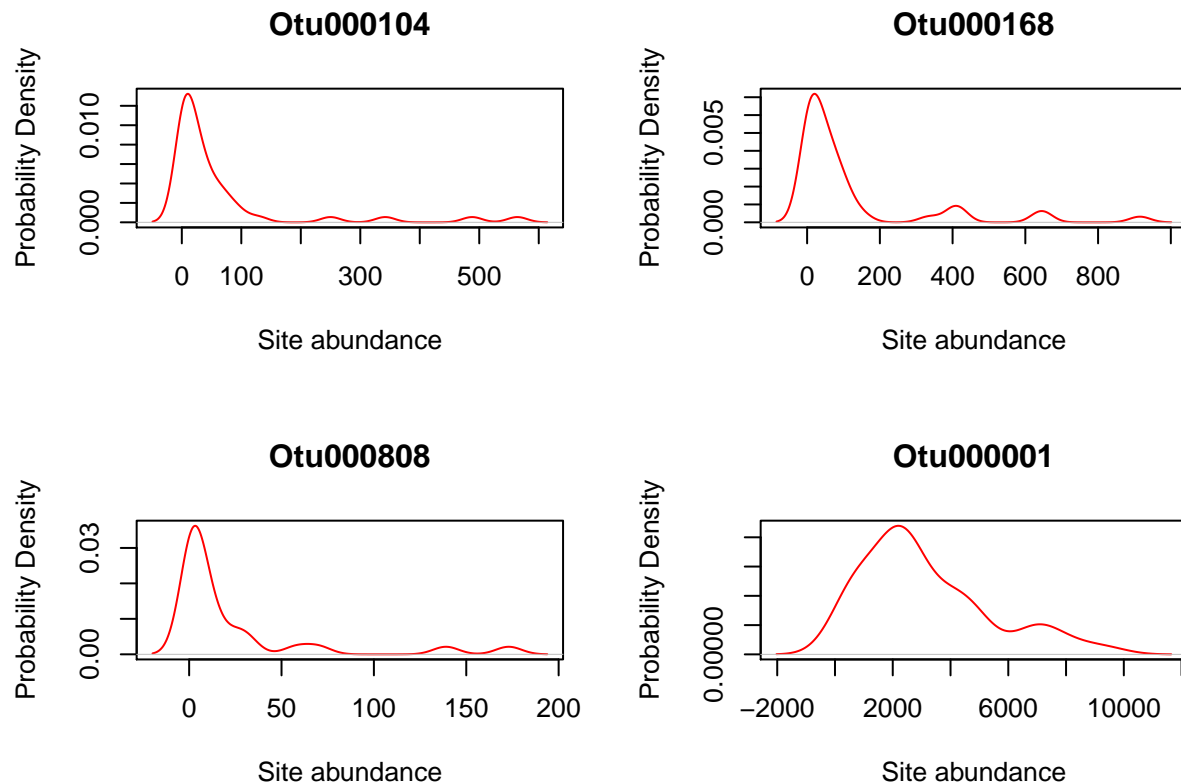 Otu000104
Probability Density
0.000
0.010
0 100 300 500
Site abundance
Otu000168
Probability Density
0.000
0.005
0 200 400 600 800
Site abundance
Otu000808
Probability Density
0.00
0.03
0 50 100 150 200
Site abundance
Otu000001
Probability Density
0.00000
−2000 2000 6000 10000
Site abundance